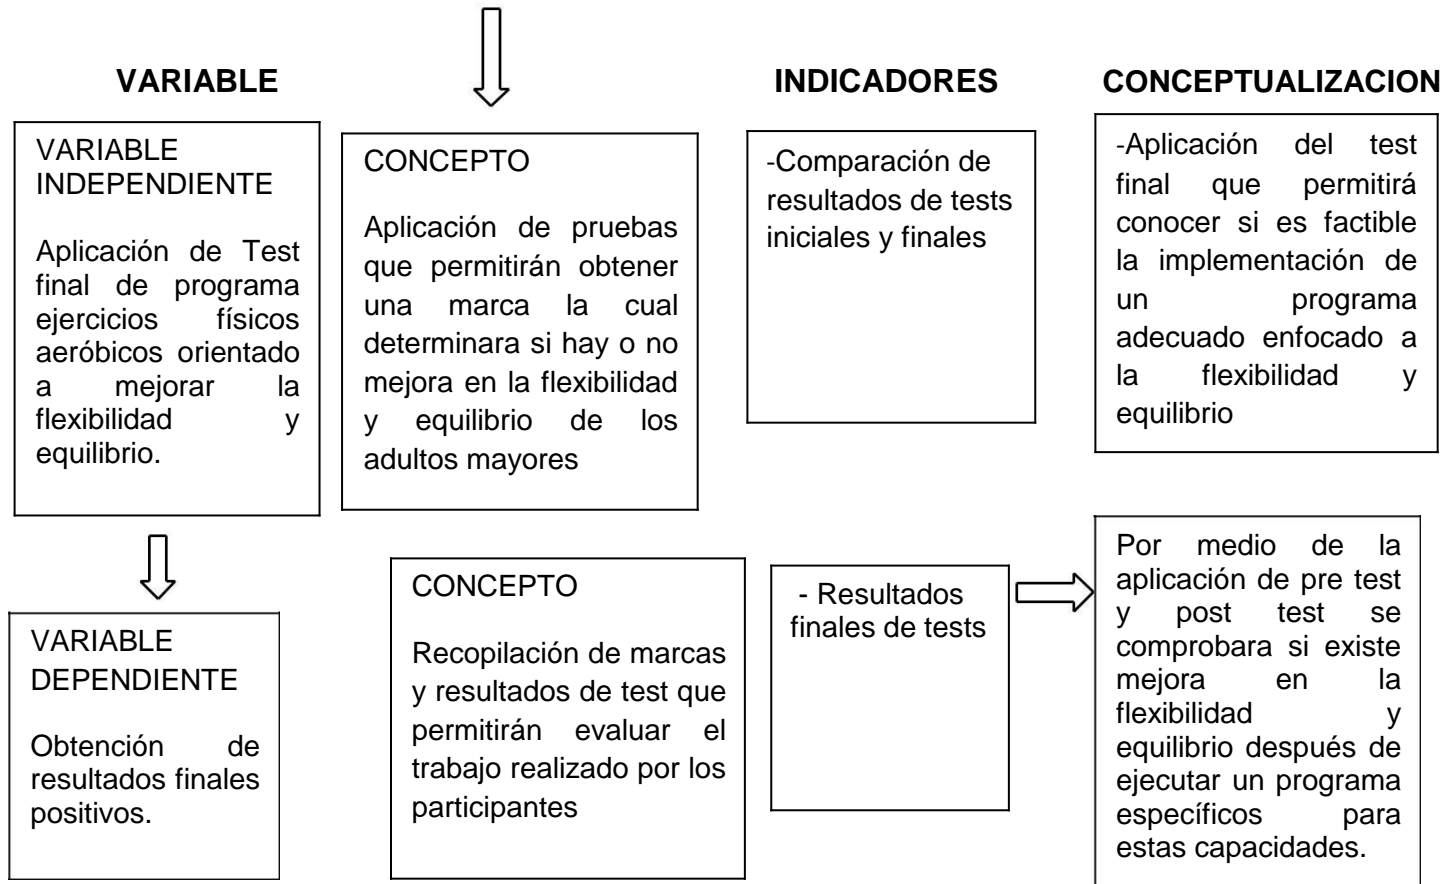 VARIABLE
INDICADORES
CONCEPTUALIZACION
VARIABLE
INDEPENDIENTE
Aplicación de Test
final de programa
ejercicios físicos
aeróbicos orientado
a mejorar la
flexibilidad y
equilibrio.
CONCEPTO
Aplicación de pruebas
que permitirán obtener
una marca la cual
determinara si hay o no
mejora en la flexibilidad
y equilibrio de los
adultos mayores
-Comparación de
resultados de tests
iniciales y finales
-Aplicación del test
final que permitirá
conocer si es factible
la implementación de
un programa
adecuado enfocado a
la flexibilidad y
equilibrio
VARIABLE
DEPENDIENTE
Obtención de
resultados finales
positivos.
CONCEPTO
Recopilación de marcas
y resultados de test que
permitirán evaluar el
trabajo realizado por los
participantes
- Resultados
finales de tests
Por medio de la
aplicación de pre test
y post test se
comprobara si existe
mejora en la
flexibilidad y
equilibrio después de
ejecutar un programa
específicos para
estas capacidades.